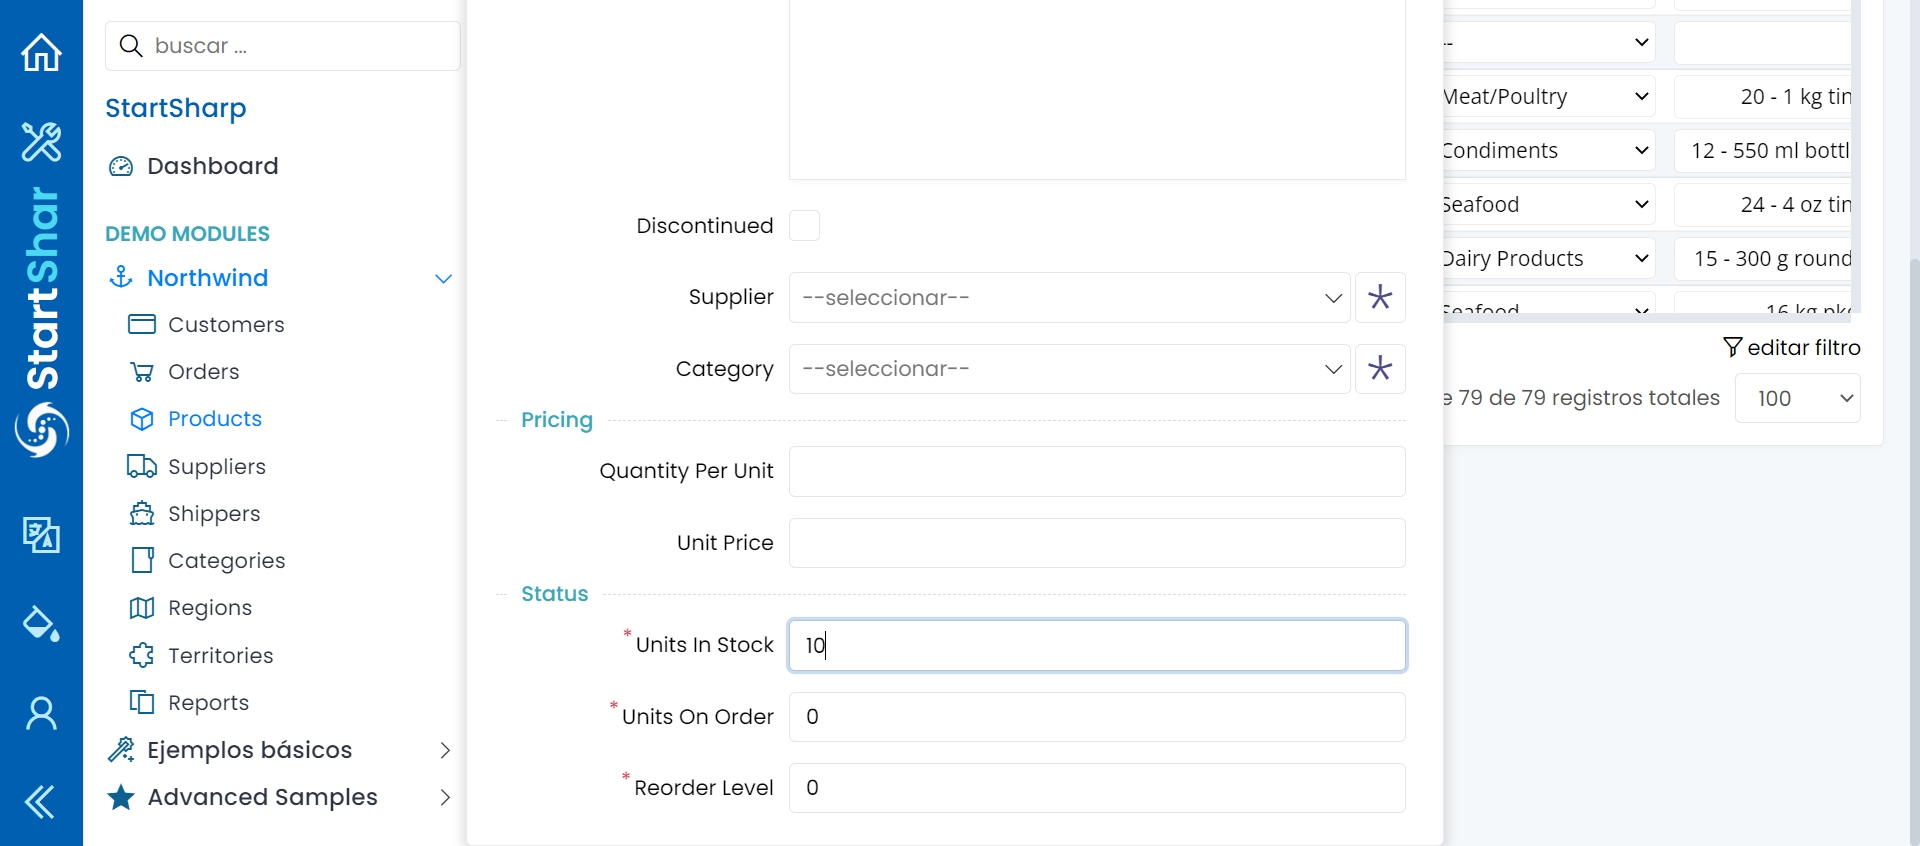 StartShar
buscar ...
StartSharp
Dashboard
DEMO MODULES
Northwind
Customers
Orders
Products
Suppliers
Shippers
Categories
Regions
Territories
Reports
Ejemplos básicos
Advanced Samples
Discontinued
Supplier --seleccionar--
Category --seleccionar--
Pricing
Quantity Per Unit
Unit Price
Status
*Units In Stock 10
*Units On Order 0
*Reorder Level 0
--
Meat/Poultry 20 - 1 kg tin
Condiments 12 - 550 ml bottl
Seafood 24 - 4 oz tin
Dairy Products 15 - 300 g round
Seafood 16 kg pkg
editar filtro
e 79 de 79 registros totales 100